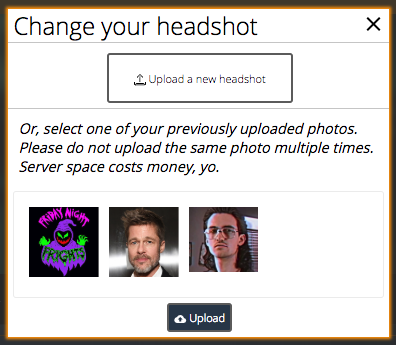 Change your headshot
Upload a new headshot
Or, select one of your previously uploaded photos.
Please do not upload the same photo multiple times.
Server space costs money, yo.
FRIDAY NIGHT
FRIGHTS
Upload